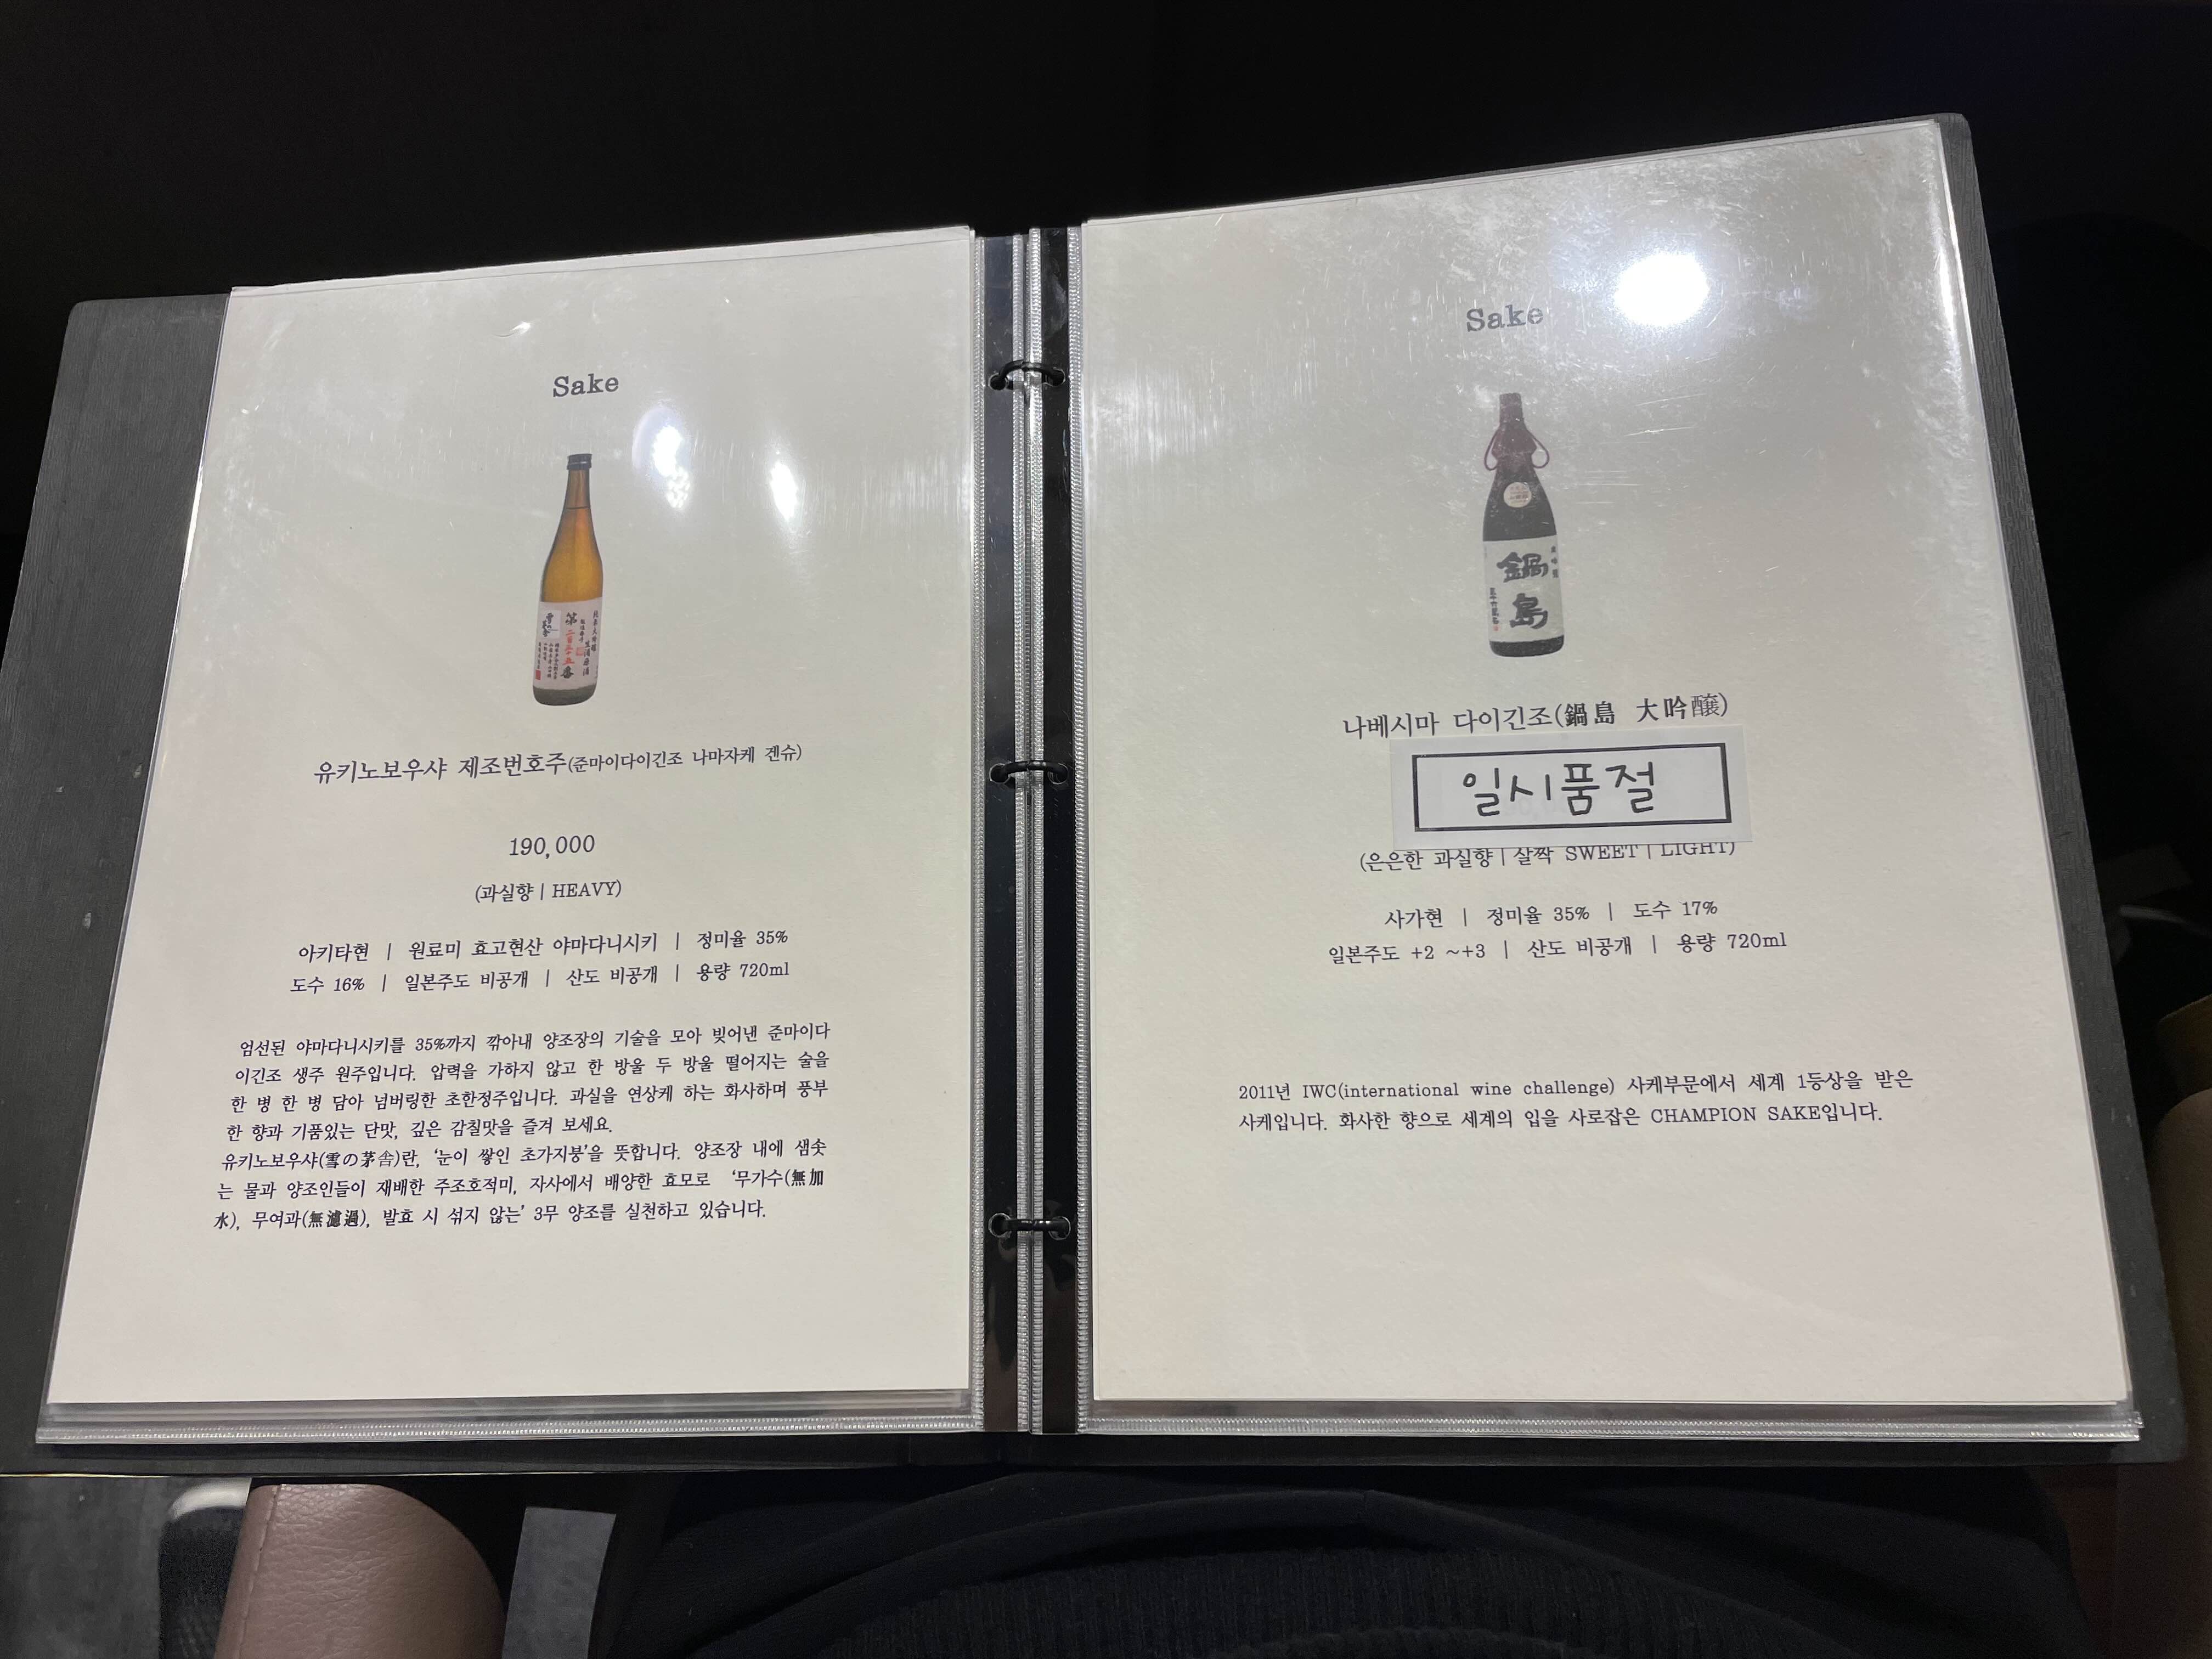 Sake
유키노보우샤 제조번호주(준마이다이긴조 나마자케 겐슈)
190,000
(과실향 | HEAVY)
아키타현 | 원료미 효고현산 야마다니시키 | 정미율 35%
도수 16% | 일본주도 비공개 | 산도 비공개 | 용량 720ml
엄선된 야마다니시키를 35%까지 깎아내 양조장의 기술을 모아 빚어낸 준마이다
이긴조 생주 원주입니다. 압력을 가하지 않고 한 방울 두 방울 떨어지는 술을
한 병 한 병 담아 넘버링한 초한정주입니다. 과실을 연상케 하는 화사하며 풍부
한 향과 기품있는 단맛, 깊은 감칠맛을 즐겨 보세요.
유키노보우샤(雪の茅舎)란, ‘눈이 쌓인 초가지붕’을 뜻합니다. 양조장 내에 샘솟
는 물과 양조인들이 재배한 주조호적미, 자사에서 배양한 효모로 ‘무가수(無加
水), 무여과(無濾過), 발효 시 섞지 않는’ 3무 양조를 실천하고 있습니다.
Sake
鍋島
나베시마 다이긴조(鍋島 大吟醸)
일시품절
(은은한 과실향 | 살짝 SWEET | LIGHT)
사가현 | 정미율 35% | 도수 17%
일본주도 +2 ~+3 | 산도 비공개 | 용량 720ml
2011년 IWC(international wine challenge) 사케부문에서 세계 1등상을 받은
사케입니다. 화사한 향으로 세계의 입을 사로잡은 CHAMPION SAKE입니다.